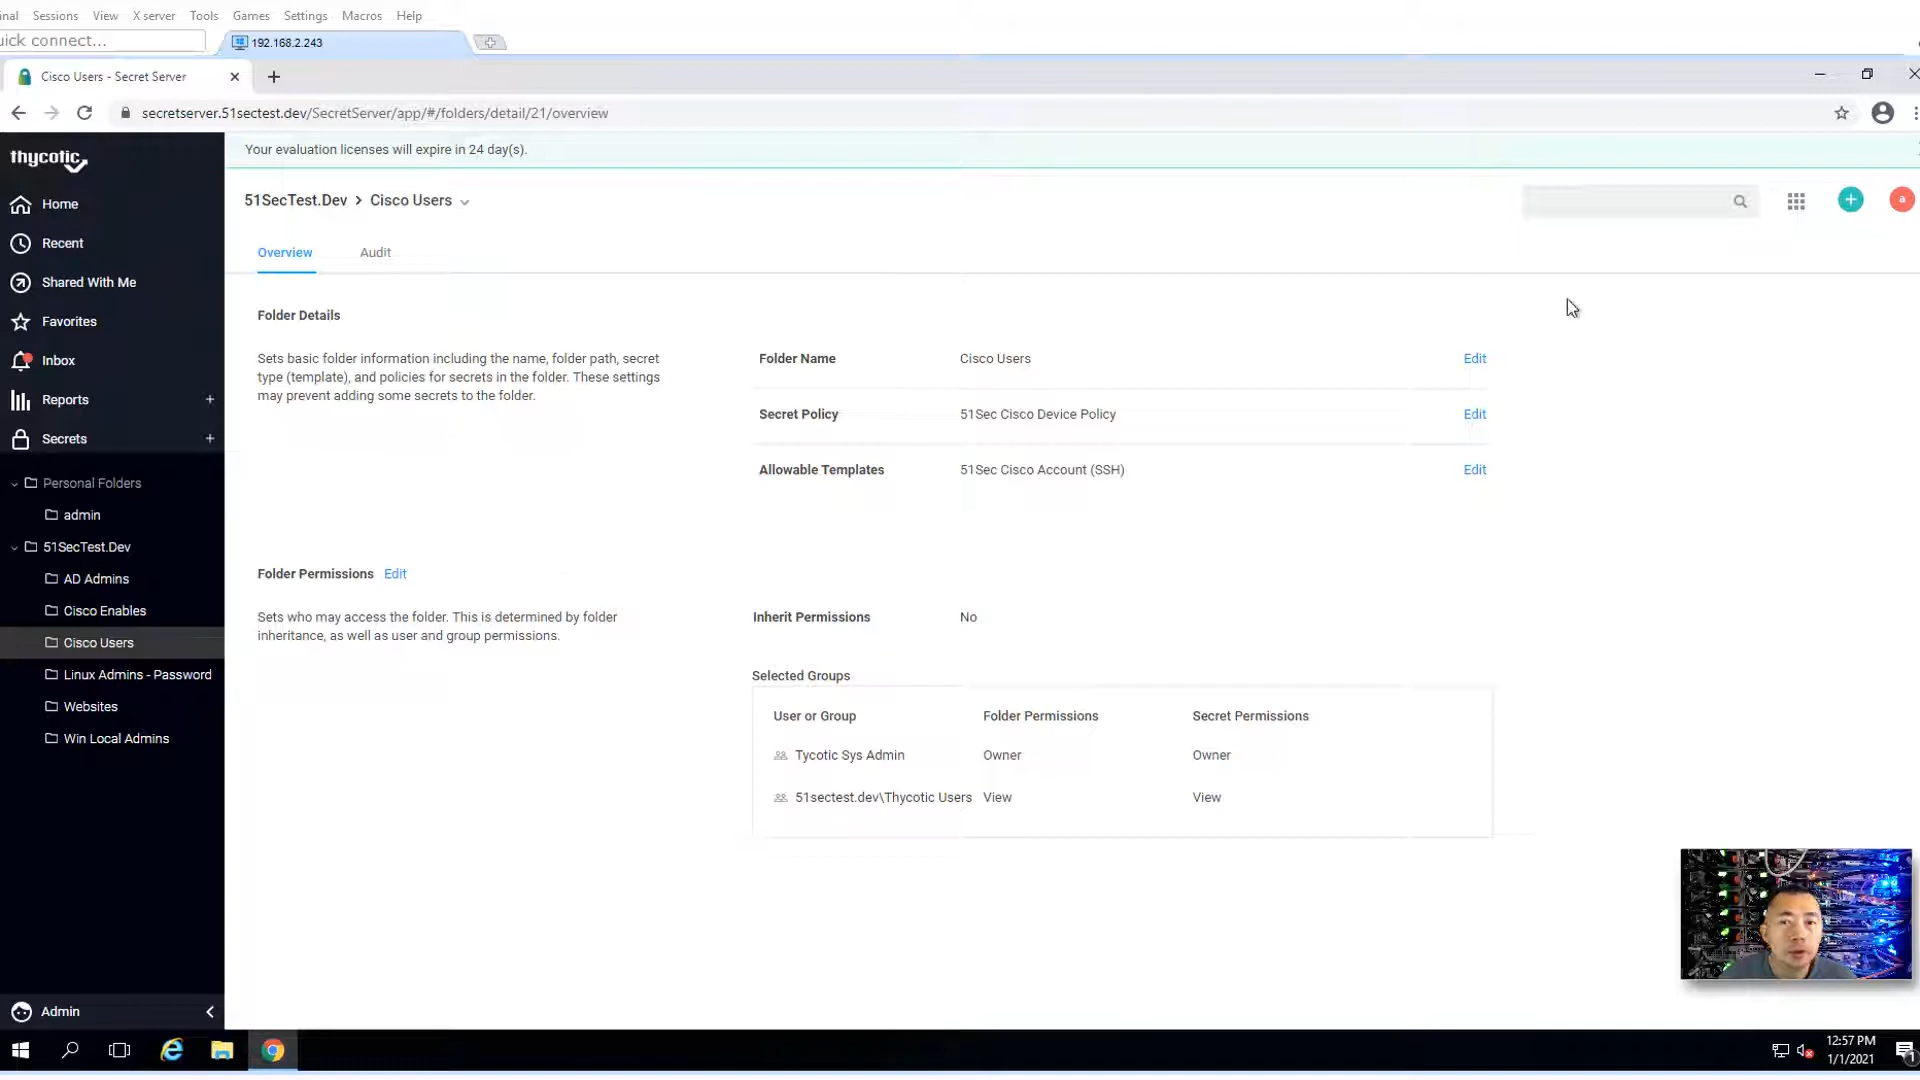 inal Sessions View X server Tools Games Settings Macros Help
uick connect...
192.168.2.243
Cisco Users - Secret Server
secretserver.51sectest.dev/SecretServer/app/#/folders/detail/21/overview
thycotic
Your evaluation licenses will expire in 24 day(s).
51SecTest.Dev > Cisco Users
a
Home
Recent
Shared With Me
Favorites
Inbox
Reports +
Secrets +
Personal Folders
admin
51SecTest.Dev
AD Admins
Cisco Enables
Cisco Users
Linux Admins - Password
Websites
Win Local Admins
Admin
Overview Audit
Folder Details
Sets basic folder information including the name, folder path, secret
type (template), and policies for secrets in the folder. These settings
may prevent adding some secrets to the folder.
Folder Name Cisco Users Edit
Secret Policy 51Sec Cisco Device Policy Edit
Allowable Templates 51Sec Cisco Account (SSH) Edit
Folder Permissions Edit
Sets who may access the folder. This is determined by folder
inheritance, as well as user and group permissions.
Inherit Permissions No
Selected Groups
User or Group Folder Permissions Secret Permissions
Tycotic Sys Admin Owner Owner
51sectest.dev\Thycotic Users View View
12:57 PM
1/1/2021
1